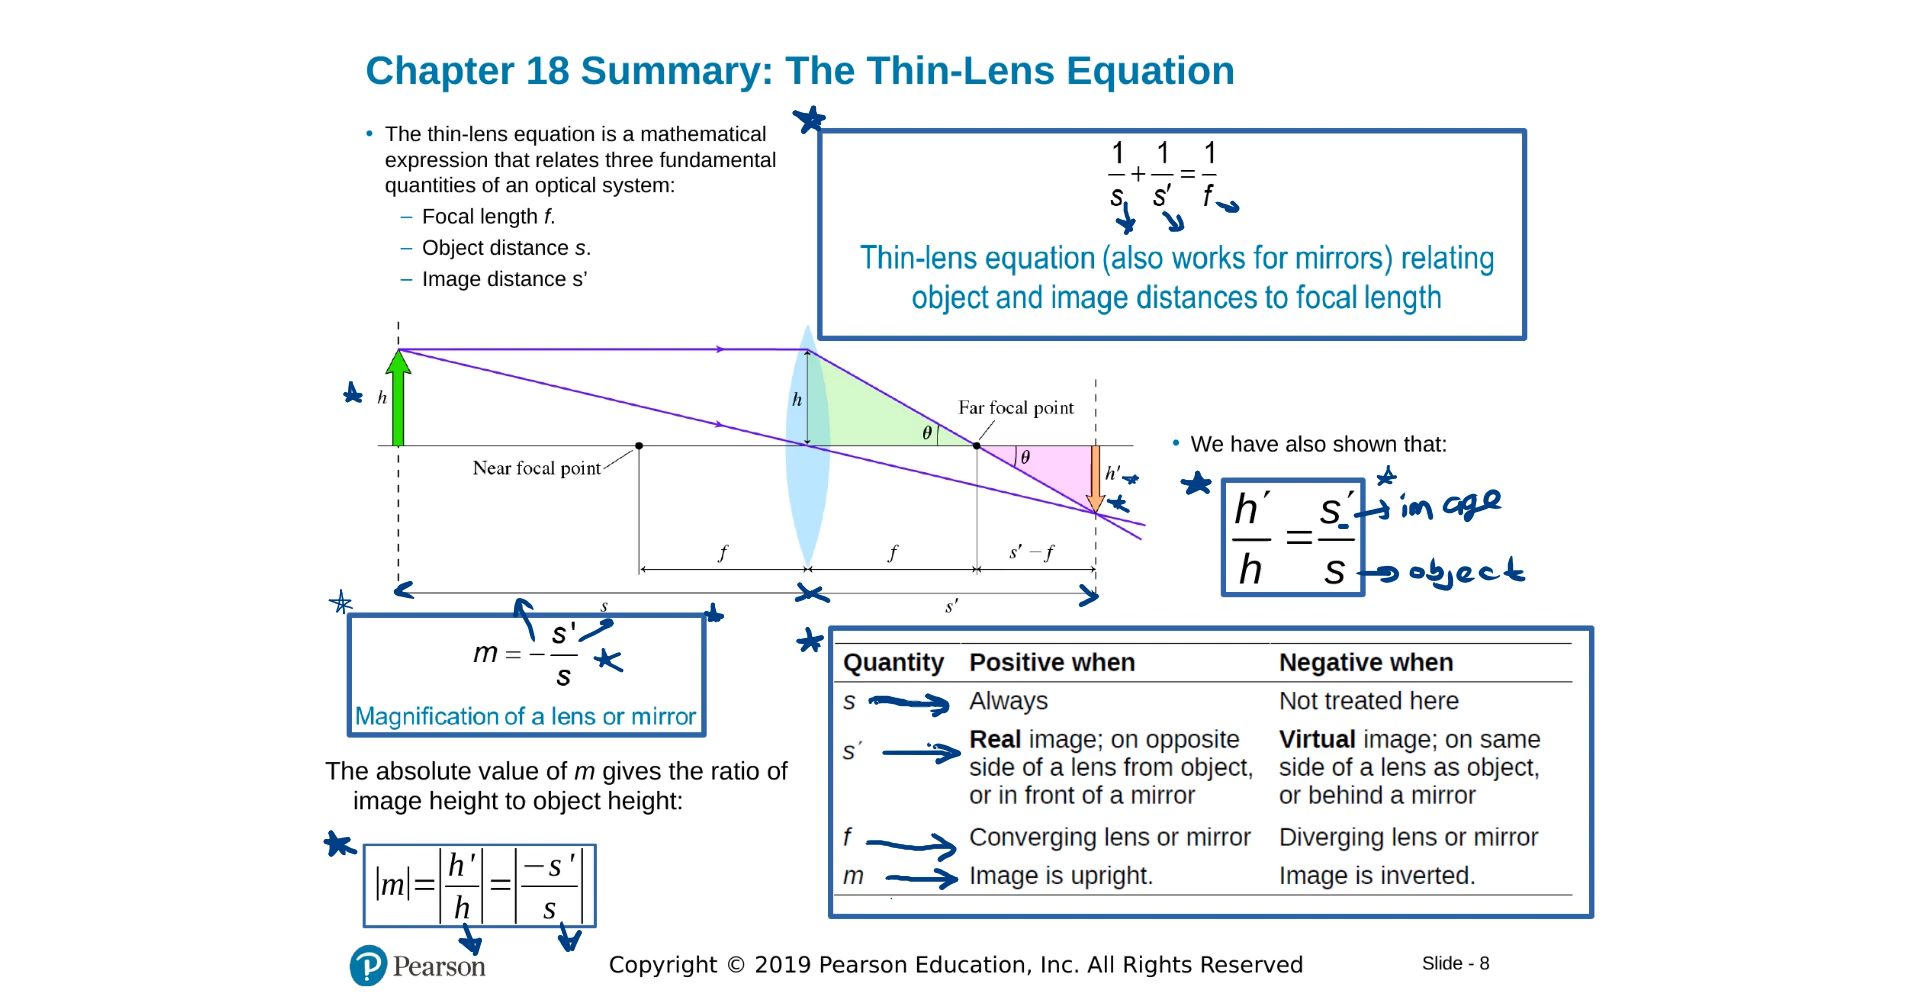 Chapter 18 Summary: The Thin-Lens Equation
• The thin-lens equation is a mathematical
expression that relates three fundamental
quantities of an optical system:
– Focal length f.
– Object distance s.
– Image distance s’
1/s + 1/s′ = 1/f
Thin-lens equation (also works for mirrors) relating
object and image distances to focal length
h
h
θ
Far focal point
Near focal point
θ
h′
f
f
s′ − f
s
s′
• We have also shown that:
h′/h = s′/s
image
object
m = − s'/s
Magnification of a lens or mirror
The absolute value of m gives the ratio of
image height to object height:
|m|=|h'/h|=|−s'/s|
Quantity Positive when Negative when
s Always Not treated here
s′ Real image; on opposite Virtual image; on same
side of a lens from object, side of a lens as object,
or in front of a mirror or behind a mirror
f Converging lens or mirror Diverging lens or mirror
m Image is upright. Image is inverted.
P Pearson
Copyright © 2019 Pearson Education, Inc. All Rights Reserved
Slide - 8